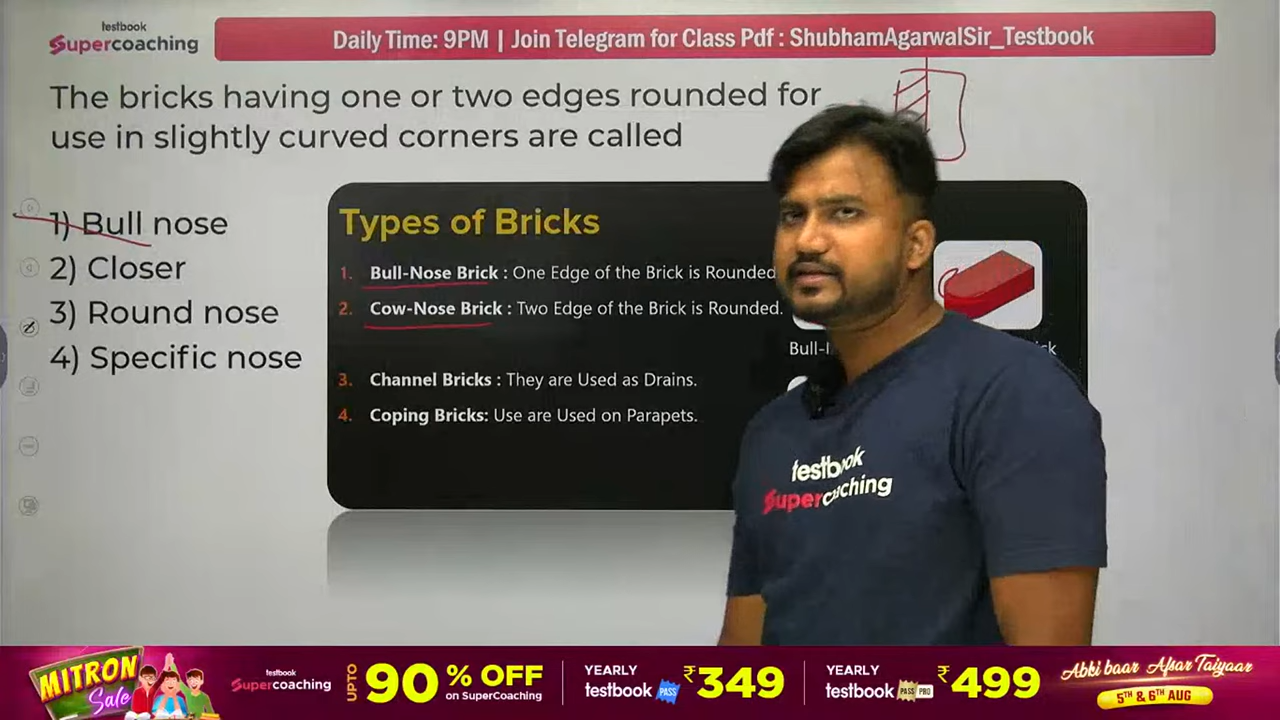 testbook
Supercoaching
Daily Time: 9PM | Join Telegram for Class Pdf : ShubhamAgarwalSir_Testbook
The bricks having one or two edges rounded for
use in slightly curved corners are called
1) Bull nose
2) Closer
3) Round nose
4) Specific nose
Types of Bricks
1. Bull-Nose Brick : One Edge of the Brick is Rounded
2. Cow-Nose Brick : Two Edge of the Brick is Rounded.
3. Channel Bricks : They are Used as Drains.
4. Coping Bricks: Use are Used on Parapets.
testbook
Supercoaching
MITRON
Sale
testbook
Supercoaching
UPTO 90 % OFF
on SuperCoaching
YEARLY
testbook PASS
₹349
YEARLY
testbook PASS PRO
₹499
Abki baar Afsar Taiyaar
5TH & 6TH AUG